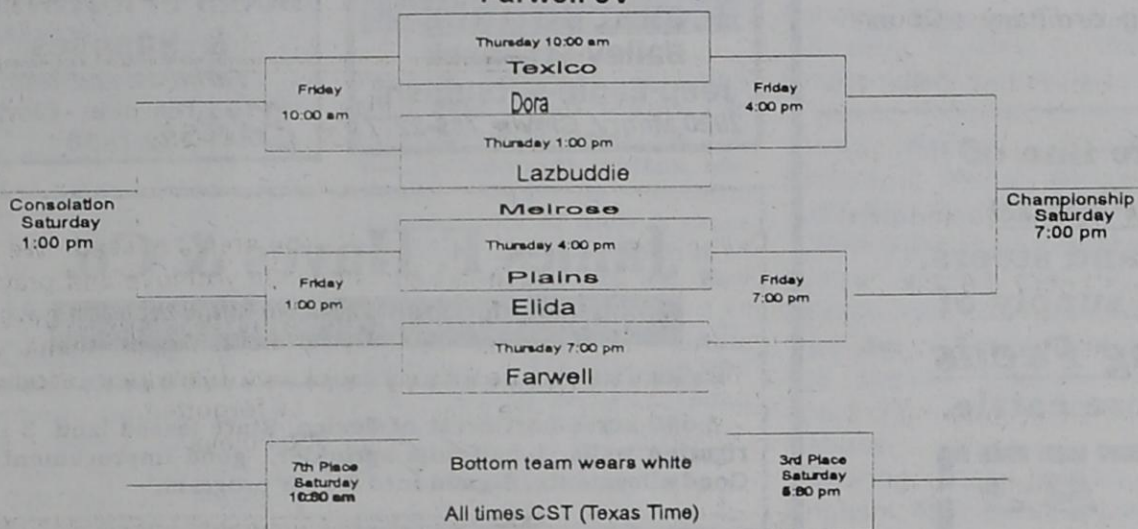 Farwell JV
Thursday 10:00 am
Texico
Friday
10:00 am
Friday
4:00 pm
Dora
Thursday 1:00 pm
Lazbuddie
Consolation
Saturday
1:00 pm
Championship
Saturday
7:00 pm
Melrose
Thursday 4:00 pm
Plains
Friday
1:00 pm
Friday
7:00 pm
Elida
Thursday 7:00 pm
Farwell
7th Place
Saturday
Bottom team wears white
3rd Place
Saturday
All times CST (Texas Time)